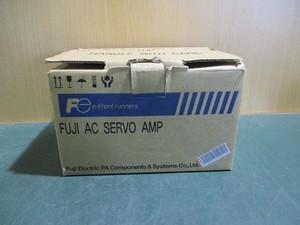 HANDLE WITH CARE
Fe e-Front runners
FUJI AC SERVO AMP
Fuji Electric FA Components & Systems Co.,Ltd.